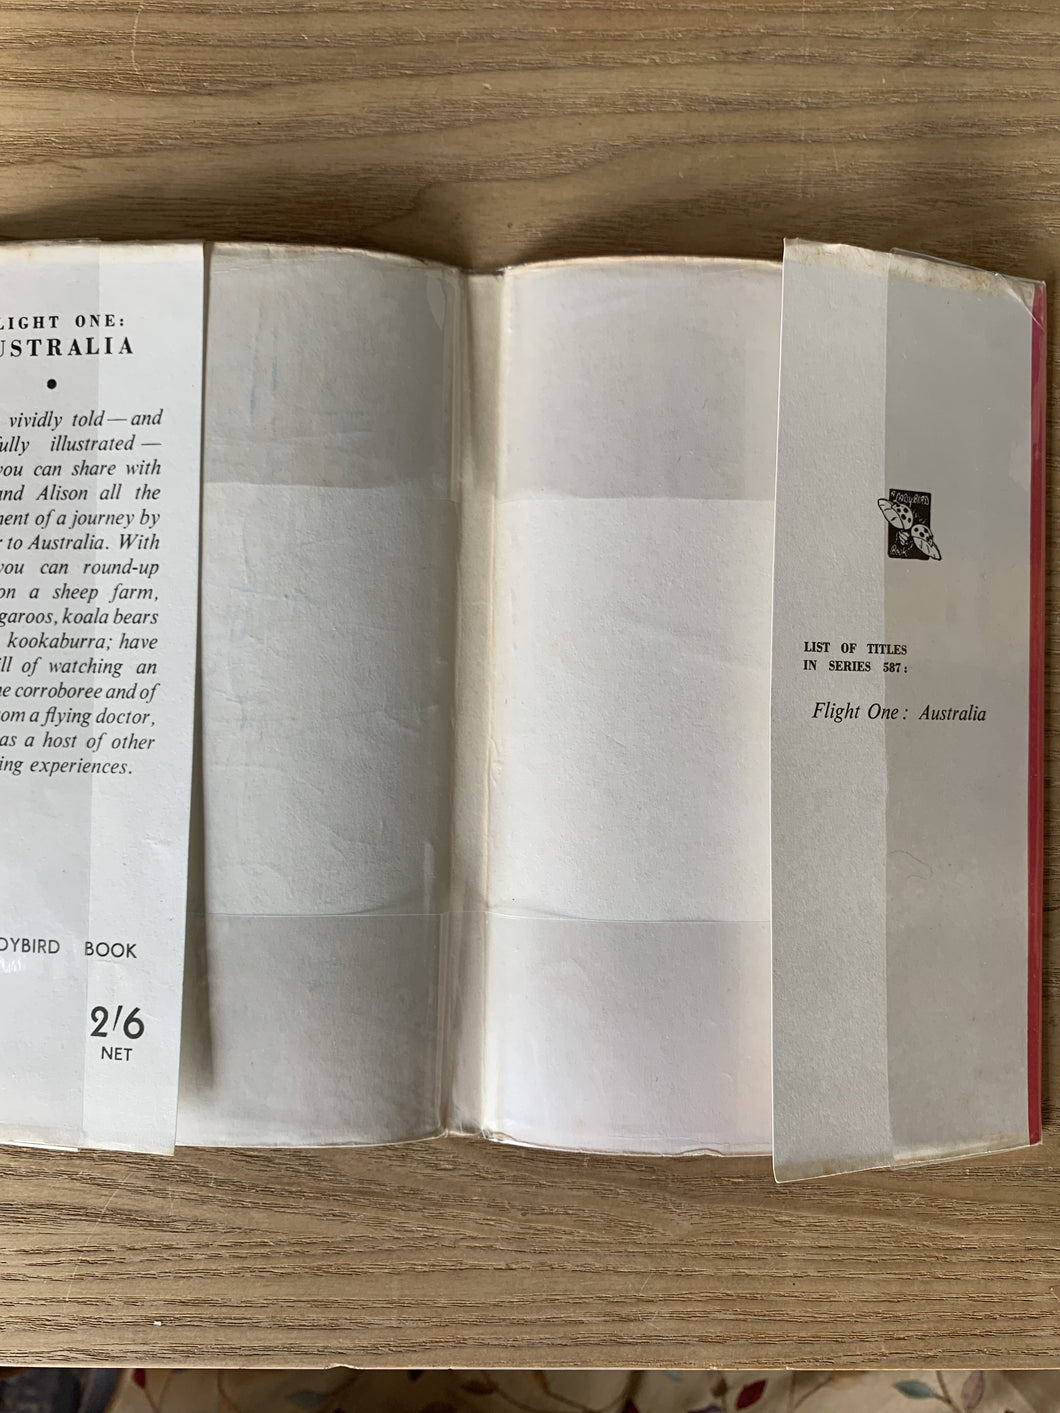 LIGHT ONE:
USTRALIA
vividly told — and
fully illustrated —
you can share with
and Alison all the
ment of a journey by
to Australia. With
you can round-up
on a sheep farm,
garoos, koala bears
kookaburra; have
ill of watching an
corroboree and of
om a flying doctor,
as a host of other
ing experiences.
DYBIRD BOOK
2/6
NET
A LADYBIRD
Book
LIST OF TITLES
IN SERIES 587:
Flight One: Australia